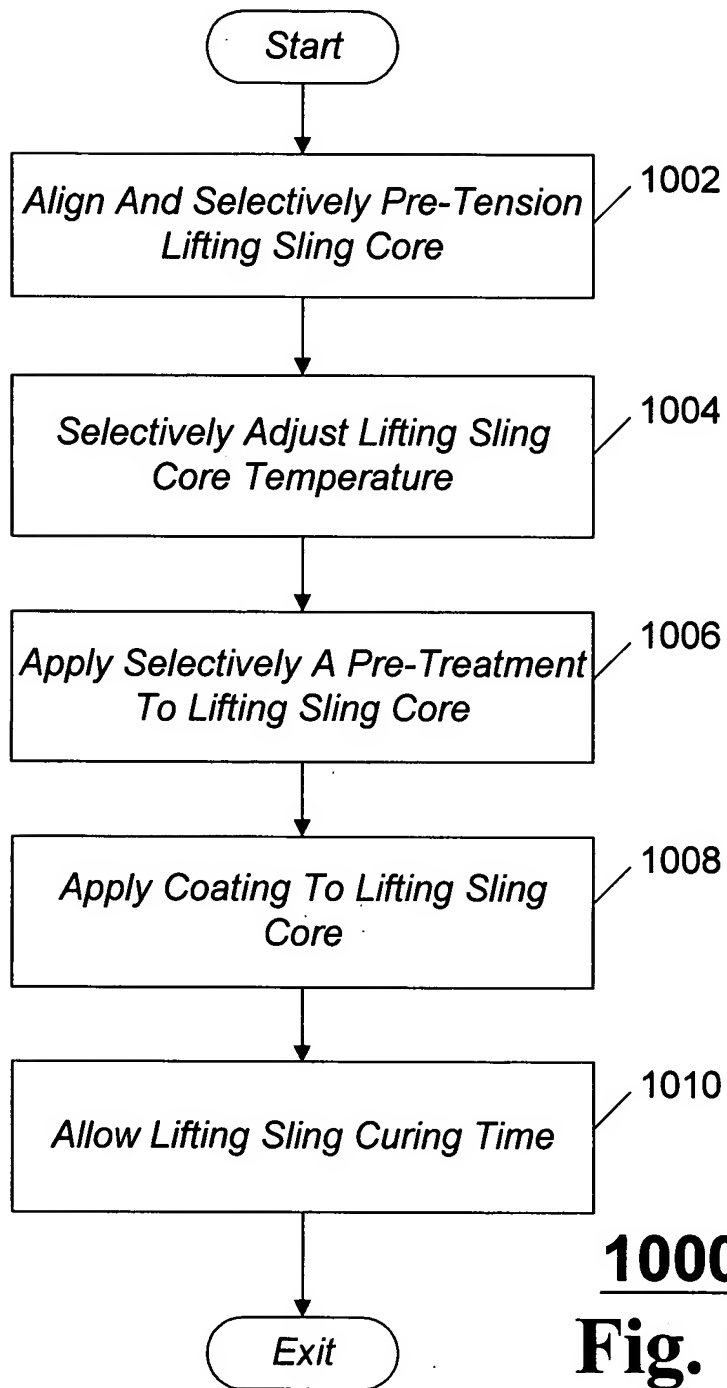 Start
Align And Selectively Pre-Tension
Lifting Sling Core
1002
Selectively Adjust Lifting Sling
Core Temperature
1004
Apply Selectively A Pre-Treatment
To Lifting Sling Core
1006
Apply Coating To Lifting Sling
Core
1008
Allow Lifting Sling Curing Time
1010
Exit
1000
Fig.